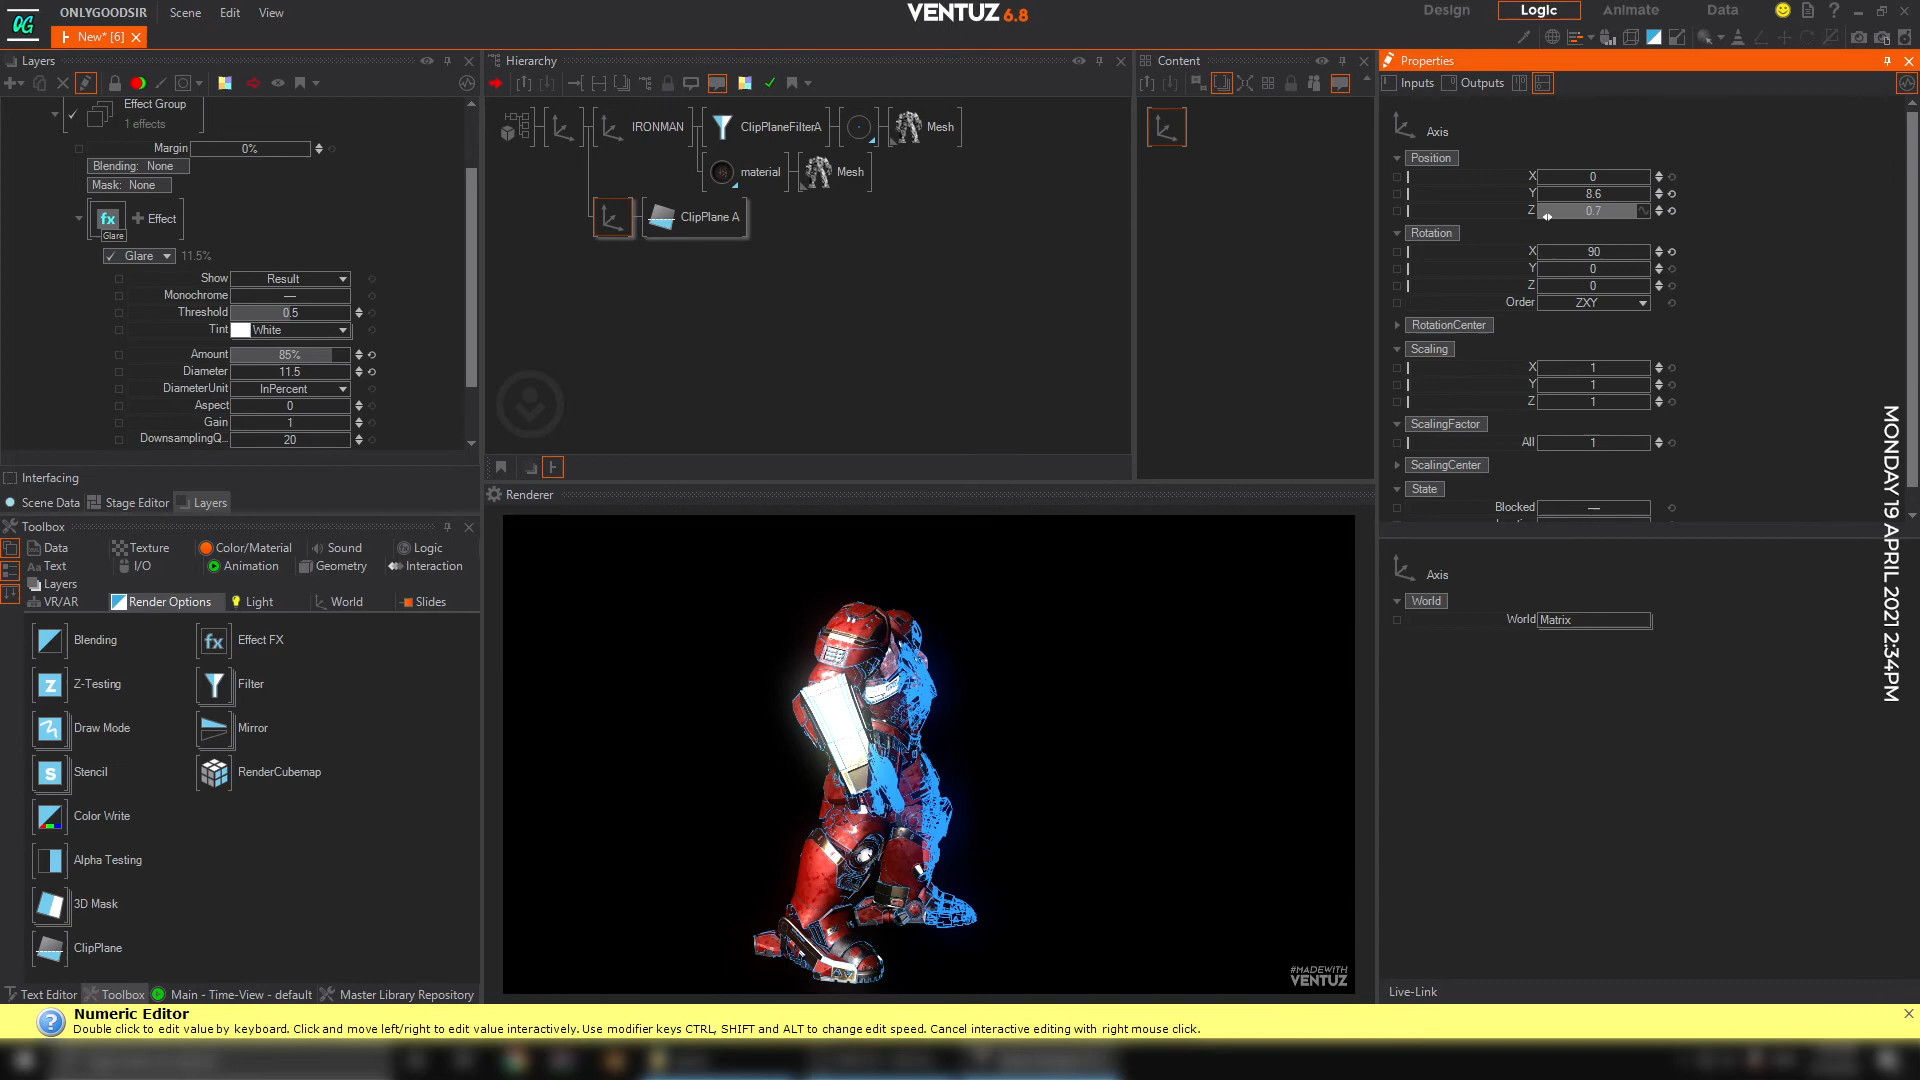 OG
ONLYGOODSIR
Scene
Edit
View
VENTUZ 6.8
Design
Logic
Animate
Data
New* [6]
Layers
Effect Group
1 effects
Margin
0%
Blending: None
Mask: None
fx
Effect
Glare
Glare
11.5%
Show
Result
Monochrome
Threshold
0.5
Tint
White
Amount
85%
Diameter
11.5
DiameterUnit
InPercent
Aspect
0
Gain
1
DownsamplingQ...
20
Interfacing
Scene Data
Stage Editor
Layers
Hierarchy
IRONMAN
ClipPlaneFilterA
Mesh
material
Mesh
ClipPlane A
Content
Properties
Inputs
Outputs
Axis
Position
X
0
Y
8.6
Z
0.7
Rotation
X
90
Y
0
Z
0
Order
ZXY
RotationCenter
Scaling
X
1
Y
1
Z
1
ScalingFactor
All
1
ScalingCenter
State
Blocked
Axis
World
World
Matrix
Live-Link
MONDAY 19 APRIL 2021 2:34PM
Toolbox
Data
Texture
Color/Material
Sound
Logic
Aa Text
I/O
Animation
Geometry
Interaction
Layers
VR/AR
Render Options
Light
World
Slides
Blending
fx
Effect FX
Z
Z-Testing
Filter
Draw Mode
Mirror
S
Stencil
RenderCubemap
Color Write
Alpha Testing
3D Mask
ClipPlane
Renderer
#MADEWITH
VENTUZ
Text Editor
Toolbox
Main - Time-View - default
Master Library Repository
Numeric Editor
Double click to edit value by keyboard. Click and move left/right to edit value interactively. Use modifier keys CTRL, SHIFT and ALT to change edit speed. Cancel interactive editing with right mouse click.